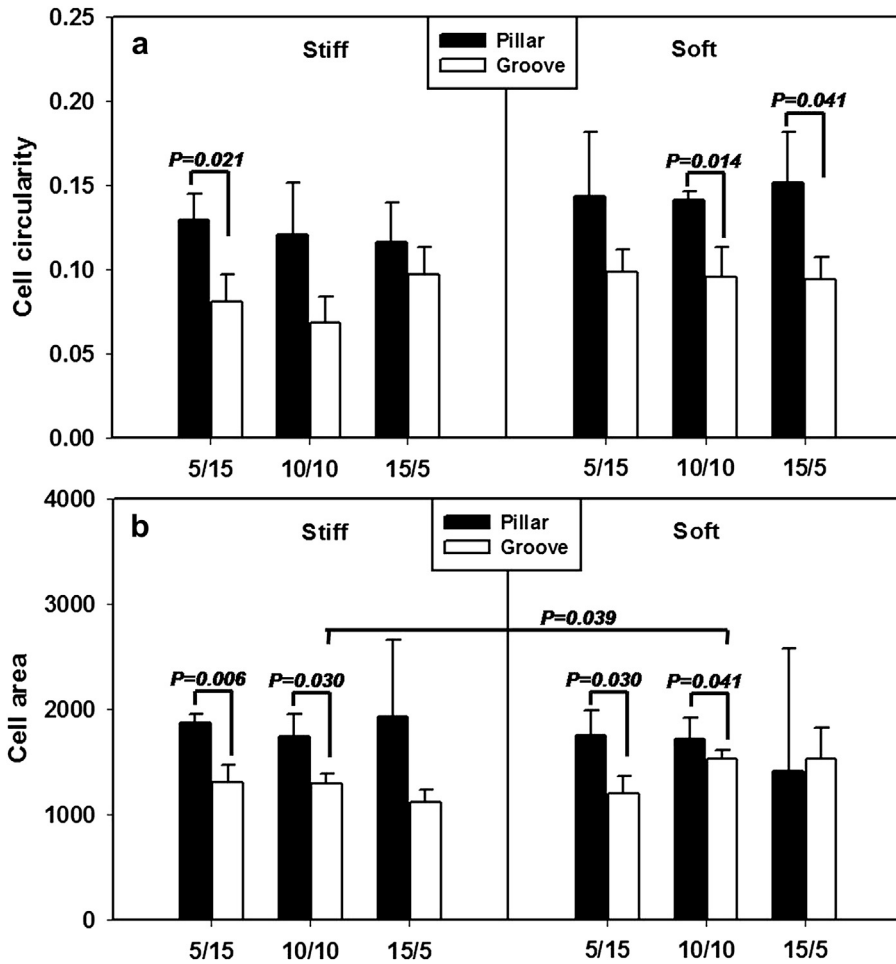 a
Stiff
Pillar
Groove
Soft
Cell circularity
0.25
0.20
0.15
0.10
0.05
0.00
P=0.021
P=0.014
P=0.041
5/15 10/10 15/5 5/15 10/10 15/5
b
Stiff
Pillar
Groove
Soft
Cell area
4000
3000
2000
1000
0
P=0.039
P=0.006 P=0.030 P=0.030 P=0.041
5/15 10/10 15/5 5/15 10/10 15/5